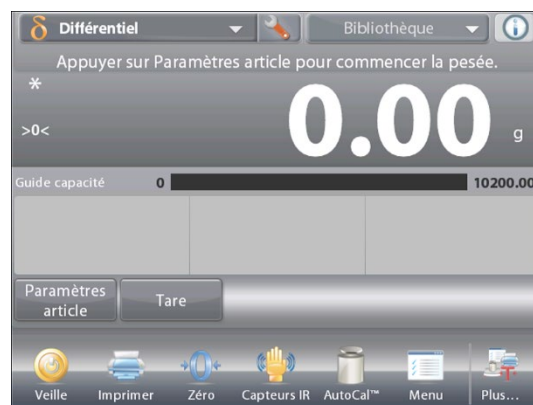 δ Différentiel
Bibliothèque
Appuyer sur Paramètres article pour commencer la pesée.
*
>0<
0.00 g
Guide capacité 0 10200.00
Paramètres
article
Tare
Veille Imprimer Zéro Capteurs IR AutoCal™ Menu Plus...